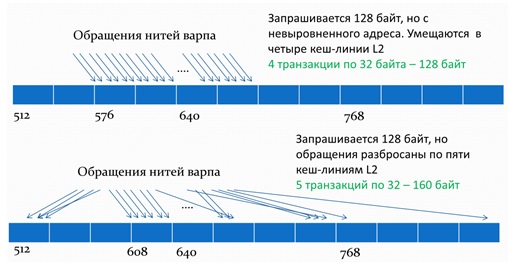 Запрашивается 128 байт, но с
невыровненного адреса. Умещаются в
четыре кеш-линии L2
4 транзакции по 32 байта – 128 байт
Обращения нитей варпа
....
512 576 640 768
Запрашивается 128 байт, но
обращения разбросаны по пяти
кеш-линиям L2
5 транзакций по 32 – 160 байт
Обращения нитей варпа
....
512 608 640 768